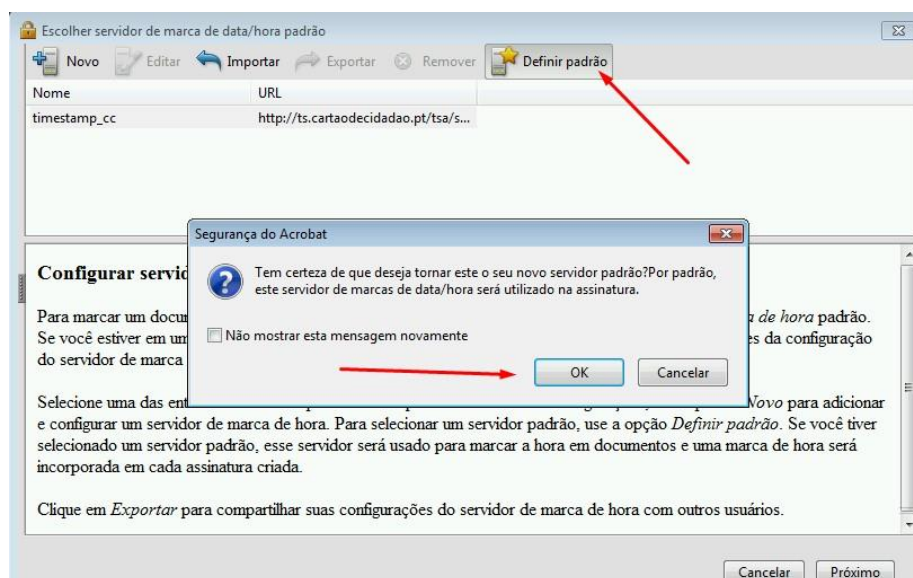 Escolher servidor de marca de data/hora padrão
Novo Editar Importar Exportar Remover Definir padrão
Nome URL
timestamp_cc http://ts.cartaodecidadao.pt/tsa/s...
Segurança do Acrobat
Tem certeza de que deseja tornar este o seu novo servidor padrão?Por padrão,
este servidor de marcas de data/hora será utilizado na assinatura.
Não mostrar esta mensagem novamente
OK Cancelar
Configurar servid
Para marcar um docu de hora padrão.
Se você estiver em um es da configuração
do servidor de marca
Selecione uma das ent Novo para adicionar
e configurar um servidor de marca de hora. Para selecionar um servidor padrão, use a opção Definir padrão. Se você tiver
selecionado um servidor padrão, esse servidor será usado para marcar a hora em documentos e uma marca de hora será
incorporada em cada assinatura criada.
Clique em Exportar para compartilhar suas configurações do servidor de marca de hora com outros usuários.
Cancelar Próximo